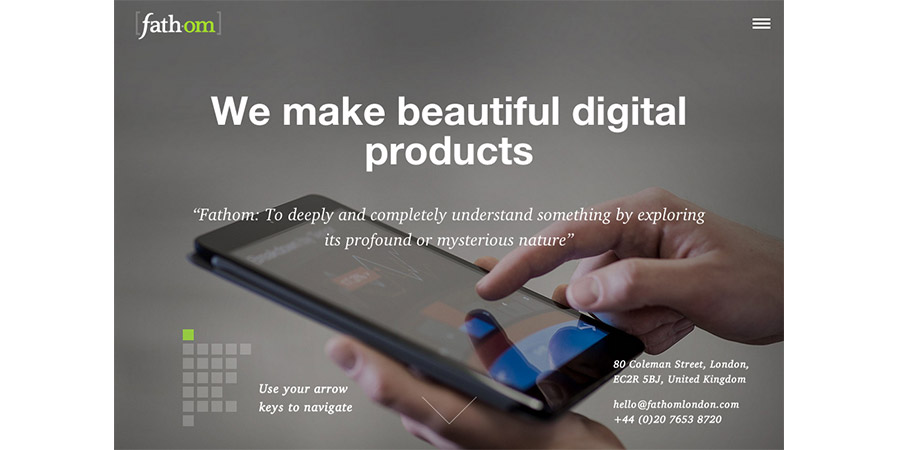 [fath·om]
We make beautiful digital
products
“Fathom: To deeply and completely understand something by exploring
its profound or mysterious nature”
Use your arrow
keys to navigate
80 Coleman Street, London,
EC2R 5BJ, United Kingdom
hello@fathomlondon.com
+44 (0)20 7653 8720